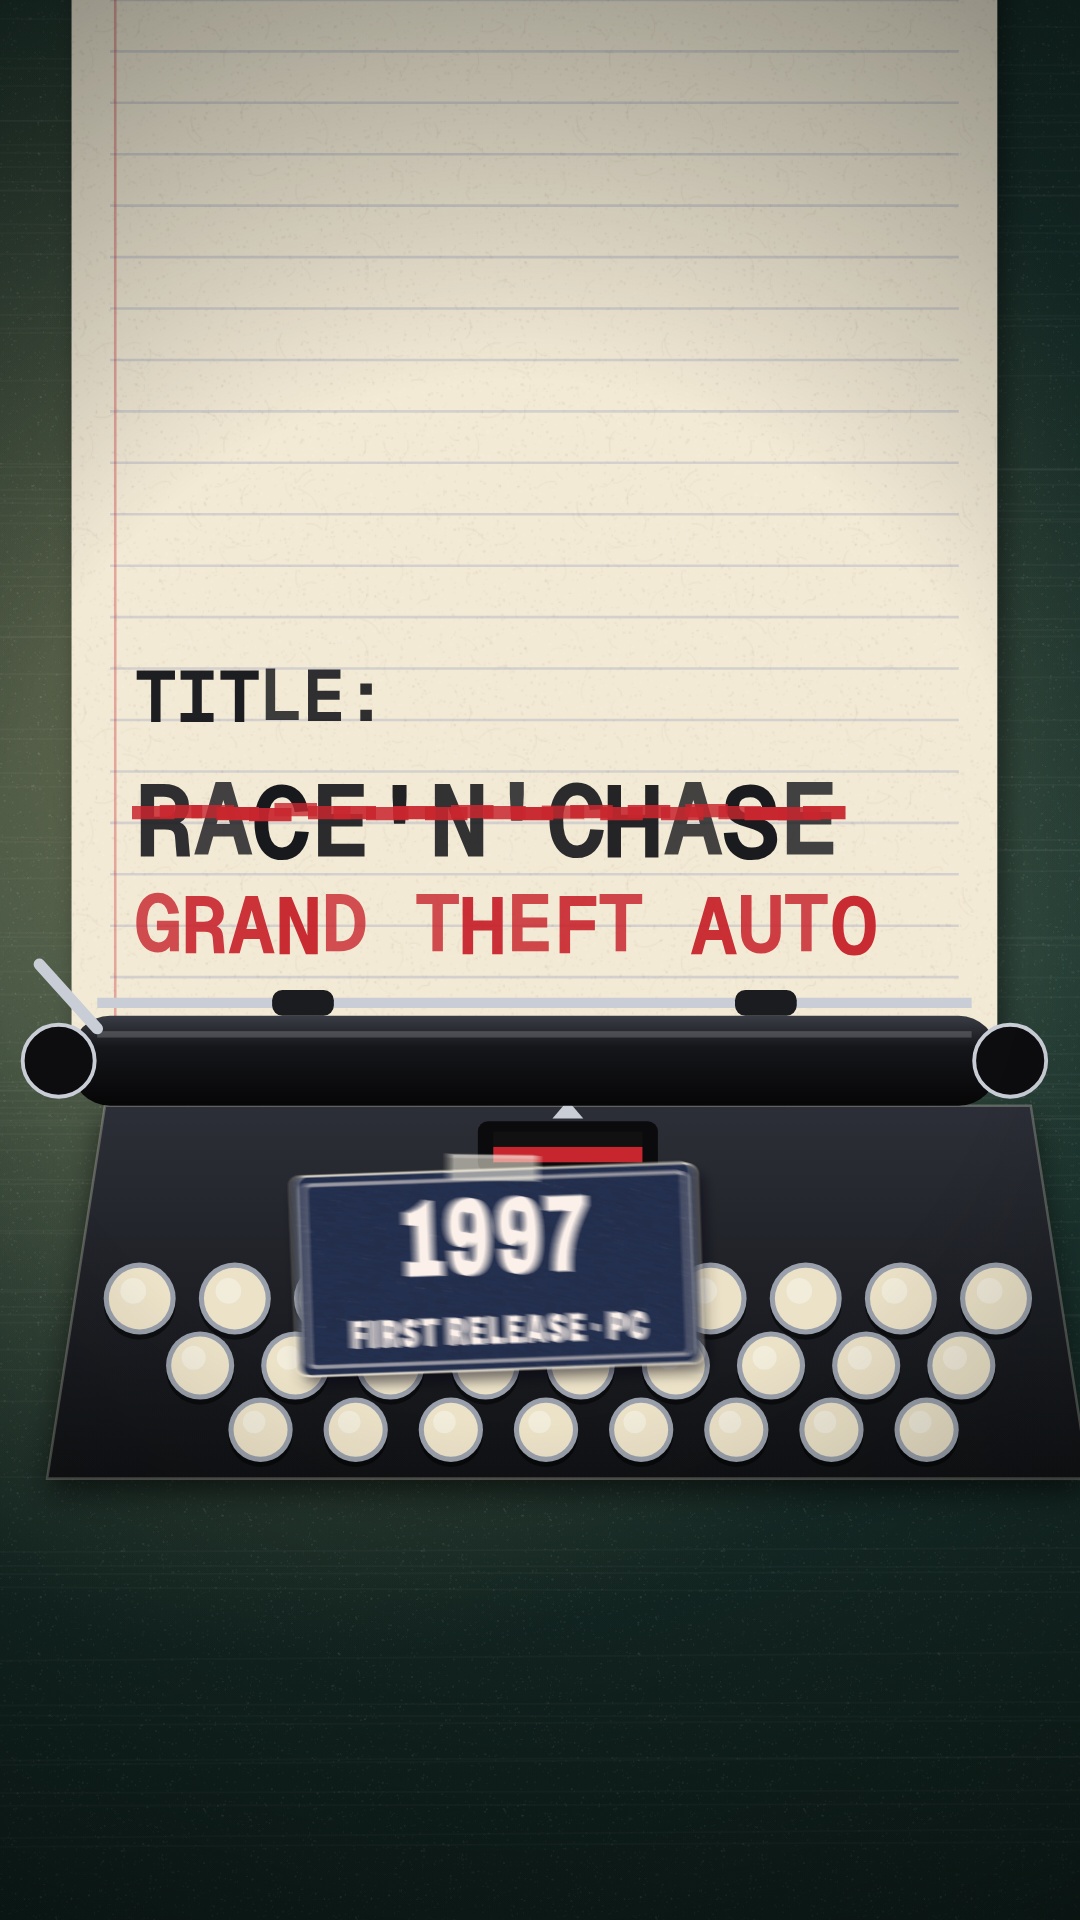 TITLE:
RACE'N'CHASE
GRAND THEFT AUTO
1997
FIRST RELEASE · PC